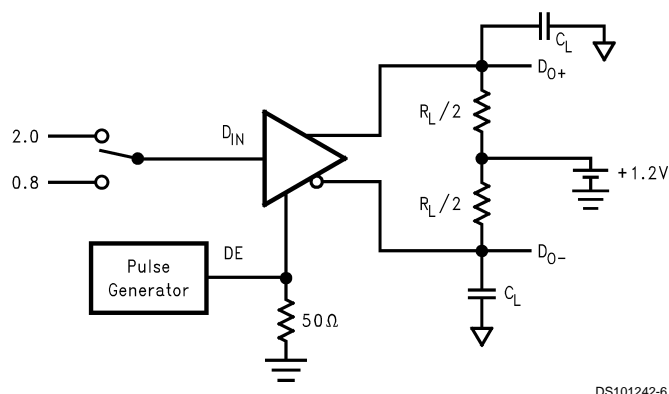 C_L
D_O+
R_L/2
D_IN
2.0
0.8
+1.2V
R_L/2
DE
D_O−
Pulse
Generator
C_L
50Ω
DS101242-6